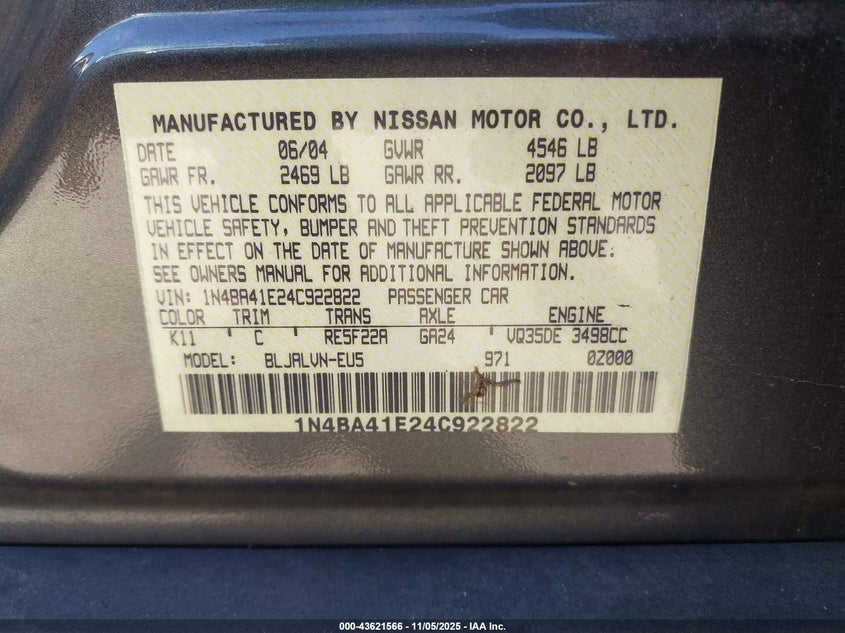 MANUFACTURED BY NISSAN MOTOR CO., LTD.
DATE 06/04 GVWR 4546 LB
GAWR FR. 2469 LB GAWR RR. 2097 LB
THIS VEHICLE CONFORMS TO ALL APPLICABLE FEDERAL MOTOR
VEHICLE SAFETY, BUMPER AND THEFT PREVENTION STANDARDS
IN EFFECT ON THE DATE OF MANUFACTURE SHOWN ABOVE.
SEE OWNERS MANUAL FOR ADDITIONAL INFORMATION.
VIN: 1N4BA41E24C922822 PASSENGER CAR
COLOR TRIM TRANS AXLE ENGINE
K11 ' C RE5F22A GA24 VQ35DE 3498CC
MODEL: BLJALVN-EU5 971 0Z000
1N4BA41E24C922822
000-43621566 | 11/05/2025 - IAA Inc.